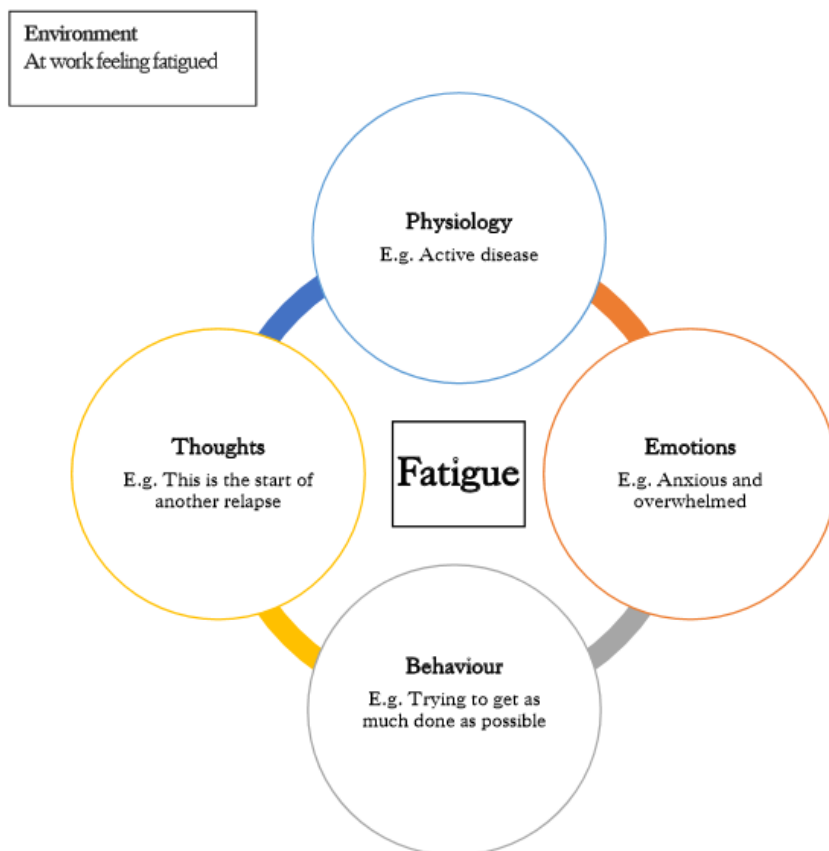 Environment
At work feeling fatigued
Physiology
E.g. Active disease
Thoughts
E.g. This is the start of
another relapse
Fatigue
Emotions
E.g. Anxious and
overwhelmed
Behaviour
E.g. Trying to get as
much done as possible